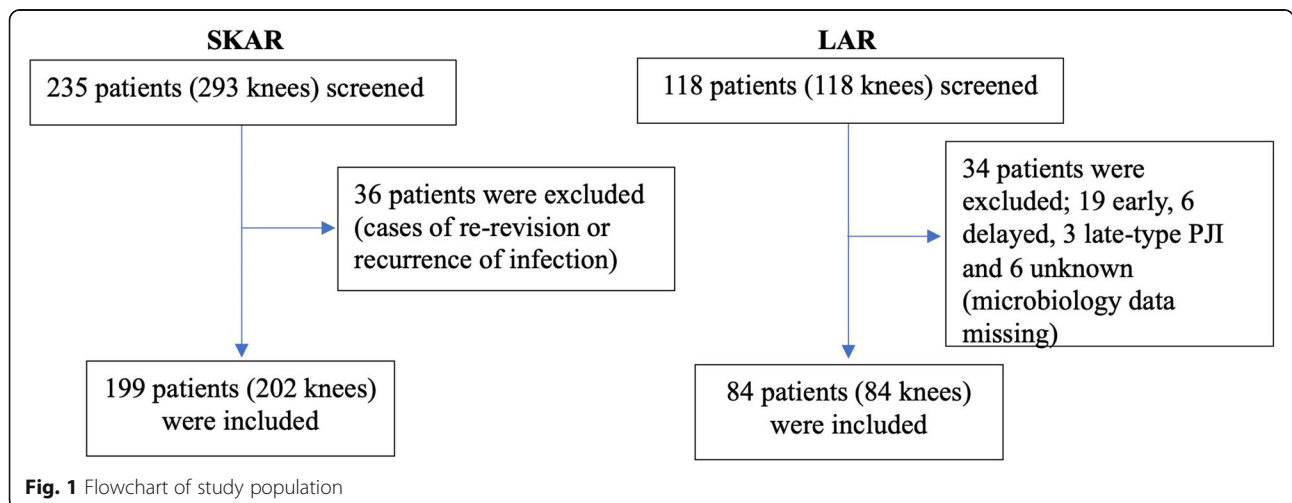 SKAR
235 patients (293 knees) screened
36 patients were excluded
(cases of re-revision or
recurrence of infection)
199 patients (202 knees)
were included
LAR
118 patients (118 knees) screened
34 patients were
excluded; 19 early, 6
delayed, 3 late-type PJI
and 6 unknown
(microbiology data
missing)
84 patients (84 knees)
were included
Fig. 1 Flowchart of study population